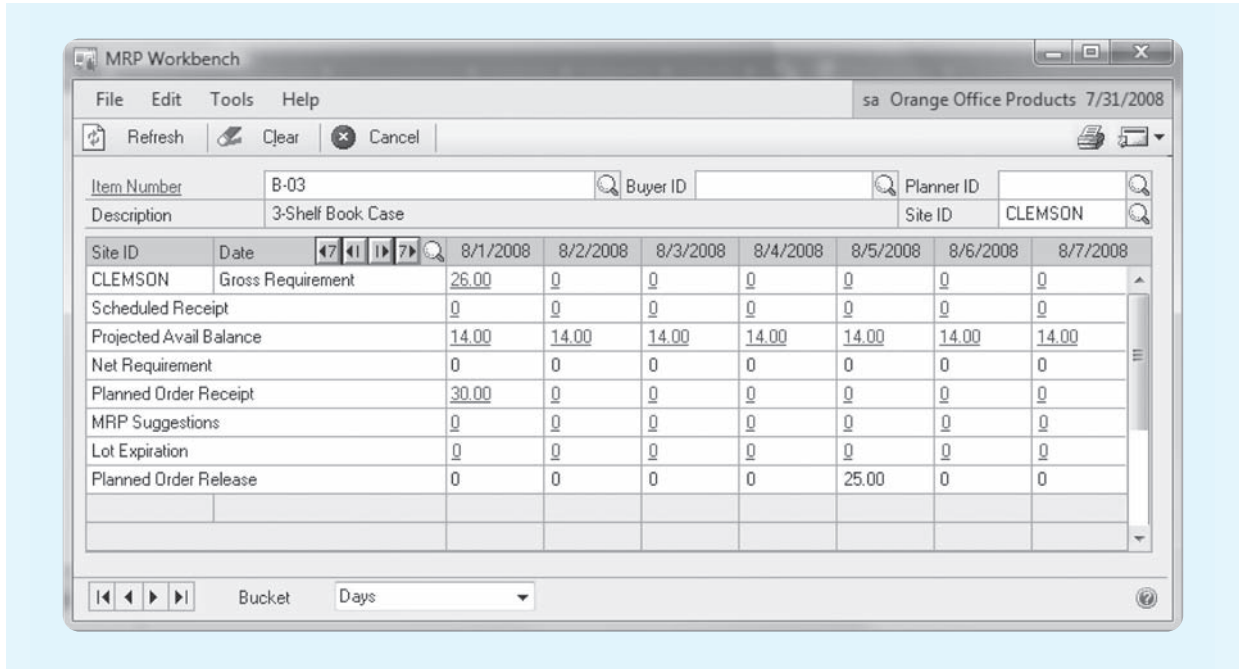 MRP Workbench
File Edit Tools Help sa Orange Office Products 7/31/2008
Refresh Clear Cancel
Item Number B-03 Buyer ID Planner ID
Description 3-Shelf Book Case Site ID CLEMSON
Site ID Date 8/1/2008 8/2/2008 8/3/2008 8/4/2008 8/5/2008 8/6/2008 8/7/2008
CLEMSON Gross Requirement 26.00 0 0 0 0 0 0
Scheduled Receipt 0 0 0 0 0 0 0
Projected Avail Balance 14.00 14.00 14.00 14.00 14.00 14.00 14.00
Net Requirement 0 0 0 0 0 0 0
Planned Order Receipt 30.00 0 0 0 0 0 0
MRP Suggestions 0 0 0 0 0 0 0
Lot Expiration 0 0 0 0 0 0 0
Planned Order Release 0 0 0 0 25.00 0 0
Bucket Days